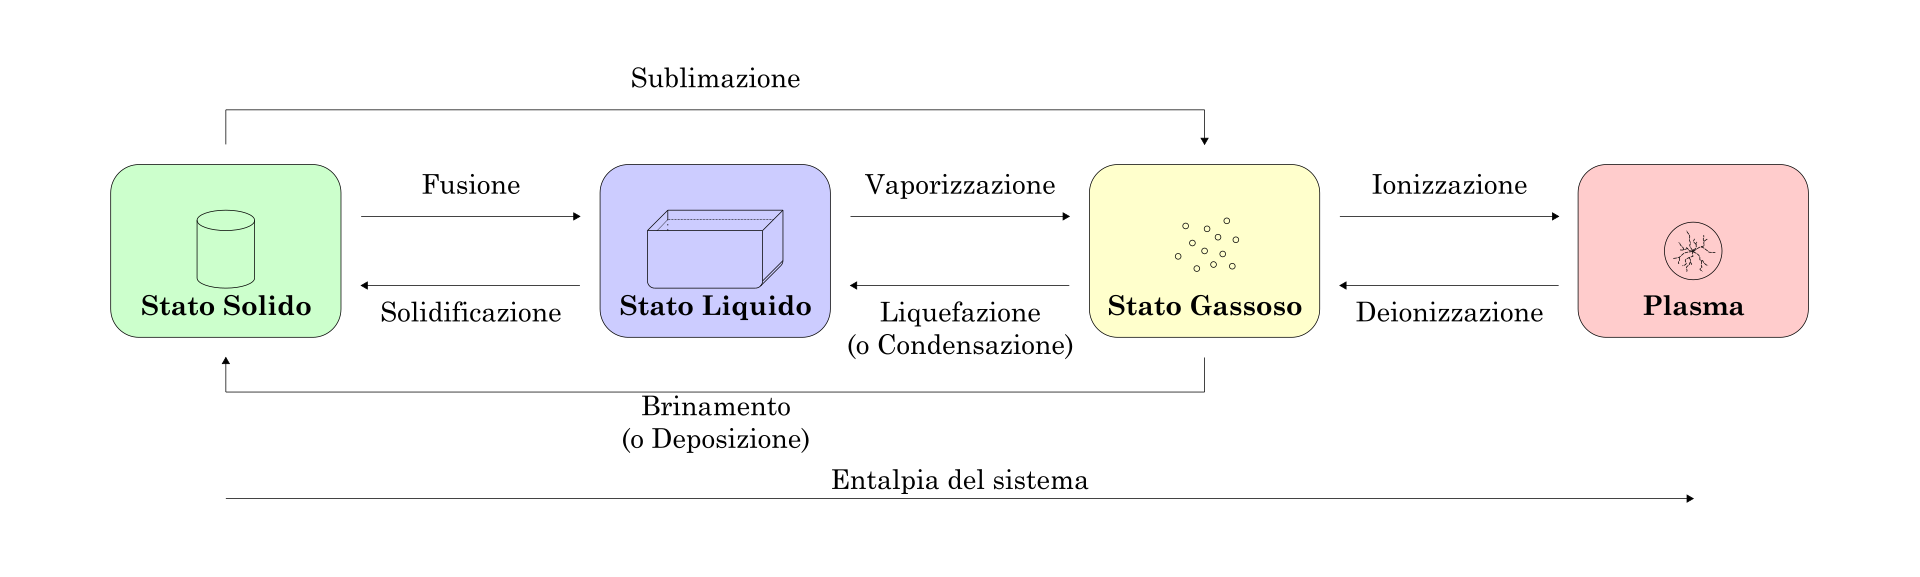 Sublimazione
Fusione
Vaporizzazione
Ionizzazione
Stato Solido
Solidificazione
Stato Liquido
Liquefazione
(o Condensazione)
Stato Gassoso
Deionizzazione
Plasma
Brinamento
(o Deposizione)
Entalpia del sistema